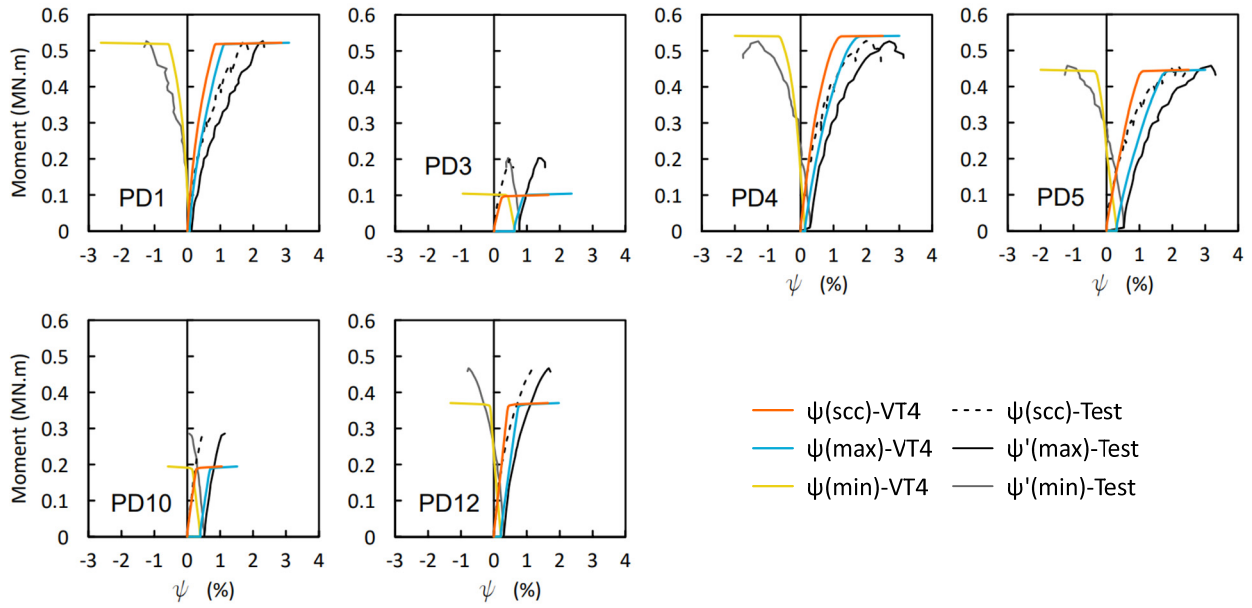 0.6
0.5
0.4
0.3
0.2
0.1
0
Moment (MN.m)
PD1
-3 -2 -1 0 1 2 3 4
ψ (%)
0.6
0.5
0.4
0.3
0.2
0.1
0
PD3
-3 -2 -1 0 1 2 3 4
0.6
0.5
0.4
0.3
0.2
0.1
0
PD4
-3 -2 -1 0 1 2 3 4
ψ (%)
0.6
0.5
0.4
0.3
0.2
0.1
0
PD5
-3 -2 -1 0 1 2 3 4
ψ (%)
0.6
0.5
0.4
0.3
0.2
0.1
0
Moment (MN.m)
PD10
-3 -2 -1 0 1 2 3 4
ψ (%)
0.6
0.5
0.4
0.3
0.2
0.1
0
PD12
-3 -2 -1 0 1 2 3 4
ψ (%)
ψ(scc)-VT4 ψ(scc)-Test
ψ(max)-VT4 ψ'(max)-Test
ψ(min)-VT4 ψ'(min)-Test